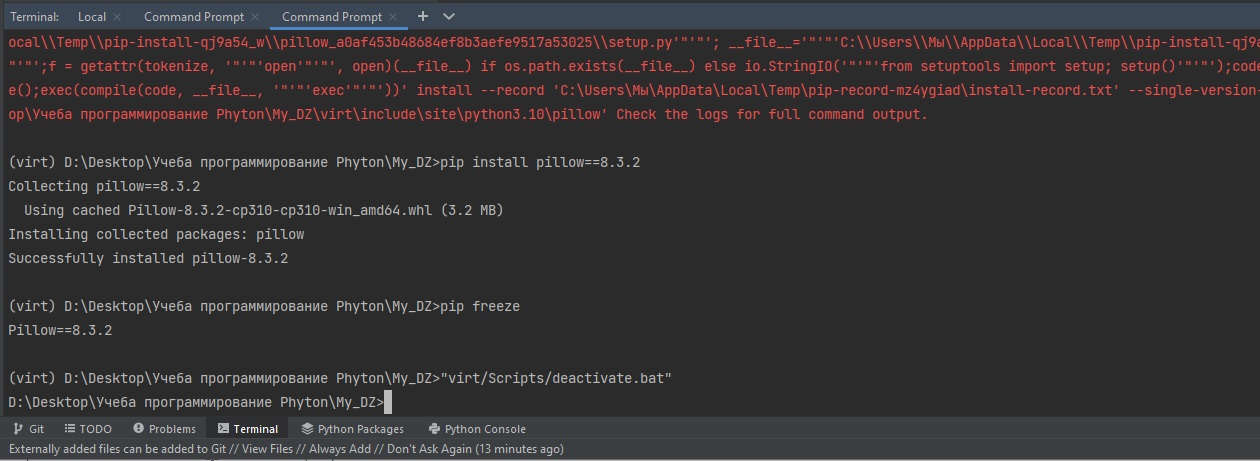 Terminal: Local × Command Prompt × Command Prompt × +
ocal\\Temp\\pip-install-qj9a54_w\\pillow_a0af453b48684ef8b3aefe9517a53025\\setup.py'"'"'; __file__='"'"'C:\\Users\\Мы\\AppData\\Local\\Temp\\pip-install-qj9a
"'"';f = getattr(tokenize, '"'"'open'"'"', open)(__file__) if os.path.exists(__file__) else io.StringIO('"'"'from setuptools import setup; setup()'"'"');code
e();exec(compile(code, __file__, '"'"'exec'"'"'))' install --record 'C:\Users\Мы\AppData\Local\Temp\pip-record-mz4ygiad\install-record.txt' --single-version-
op\Учеба программирование Phyton\My_DZ\virt\include\site\python3.10\pillow' Check the logs for full command output.
(virt) D:\Desktop\Учеба программирование Phyton\My_DZ>pip install pillow==8.3.2
Collecting pillow==8.3.2
Using cached Pillow-8.3.2-cp310-cp310-win_amd64.whl (3.2 MB)
Installing collected packages: pillow
Successfully installed pillow-8.3.2
(virt) D:\Desktop\Учеба программирование Phyton\My_DZ>pip freeze
Pillow==8.3.2
(virt) D:\Desktop\Учеба программирование Phyton\My_DZ>"virt/Scripts/deactivate.bat"
D:\Desktop\Учеба программирование Phyton\My_DZ>
Git TODO Problems Terminal Python Packages Python Console
Externally added files can be added to Git // View Files // Always Add // Don't Ask Again (13 minutes ago)